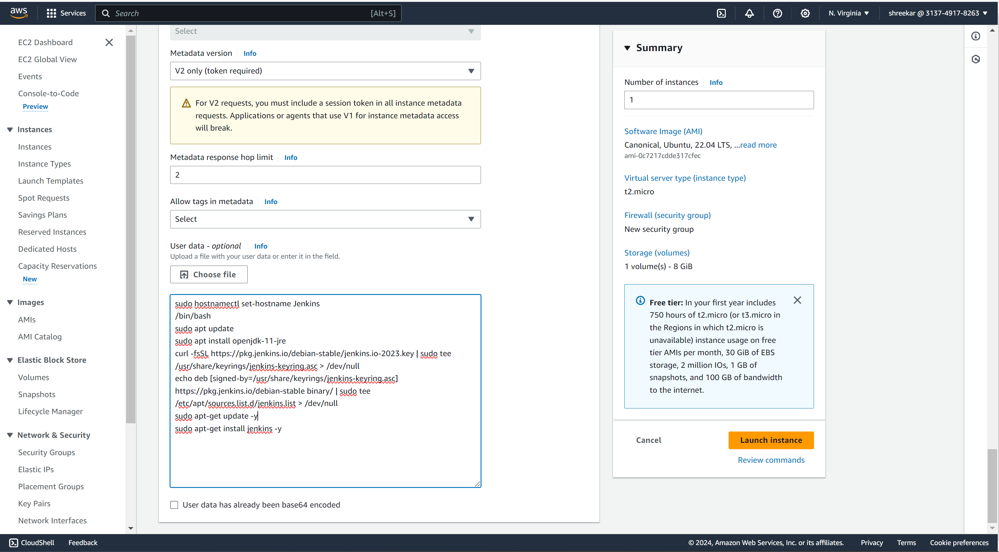 aws
Services
Search
[Alt+S]
N. Virginia
shreekar @ 3137-4917-8263
EC2 Dashboard
EC2 Global View
Events
Console-to-Code
Preview
Instances
Instances
Instance Types
Launch Templates
Spot Requests
Savings Plans
Reserved Instances
Dedicated Hosts
Capacity Reservations
New
Images
AMIs
AMI Catalog
Elastic Block Store
Volumes
Snapshots
Lifecycle Manager
Network & Security
Security Groups
Elastic IPs
Placement Groups
Key Pairs
Network Interfaces
Select
Metadata version Info
V2 only (token required)
For V2 requests, you must include a session token in all instance metadata
requests. Applications or agents that use V1 for instance metadata access
will break.
Metadata response hop limit Info
2
Allow tags in metadata Info
Select
User data - optional Info
Upload a file with your user data or enter it in the field.
Choose file
sudo hostnamectl set-hostname Jenkins
/bin/bash
sudo apt update
sudo apt install openjdk-11-jre
curl -fsSL https://pkg.jenkins.io/debian-stable/jenkins.io-2023.key | sudo tee
/usr/share/keyrings/jenkins-keyring.asc > /dev/null
echo deb [signed-by=/usr/share/keyrings/jenkins-keyring.asc]
https://pkg.jenkins.io/debian-stable binary/ | sudo tee
/etc/apt/sources.list.d/jenkins.list > /dev/null
sudo apt-get update -y
sudo apt-get install jenkins -y
User data has already been base64 encoded
Summary
Number of instances Info
1
Software Image (AMI)
Canonical, Ubuntu, 22.04 LTS, ...read more
ami-0c7217cdde317cfec
Virtual server type (instance type)
t2.micro
Firewall (security group)
New security group
Storage (volumes)
1 volume(s) - 8 GiB
Free tier: In your first year includes
750 hours of t2.micro (or t3.micro in
the Regions in which t2.micro is
unavailable) instance usage on free
tier AMIs per month, 30 GiB of EBS
storage, 2 million IOs, 1 GB of
snapshots, and 100 GB of bandwidth
to the internet.
Cancel
Launch instance
Review commands
CloudShell
Feedback
© 2024, Amazon Web Services, Inc. or its affiliates.
Privacy
Terms
Cookie preferences